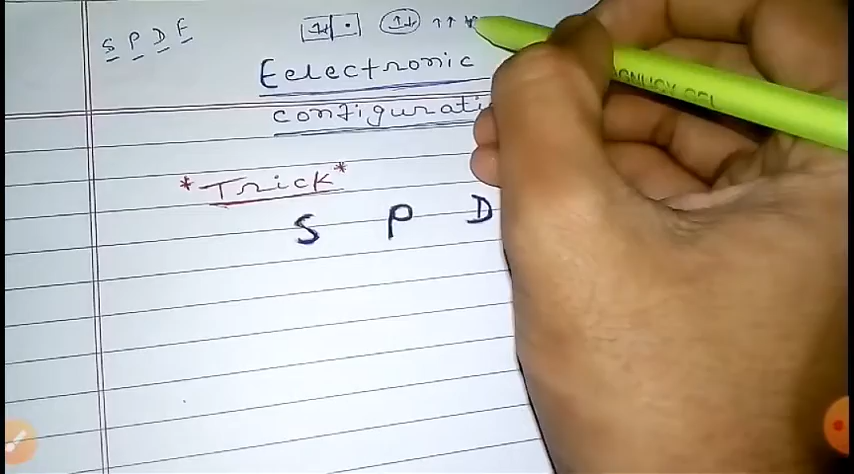 S P D F
Eelectronic
configurati
*Trick*
S P D